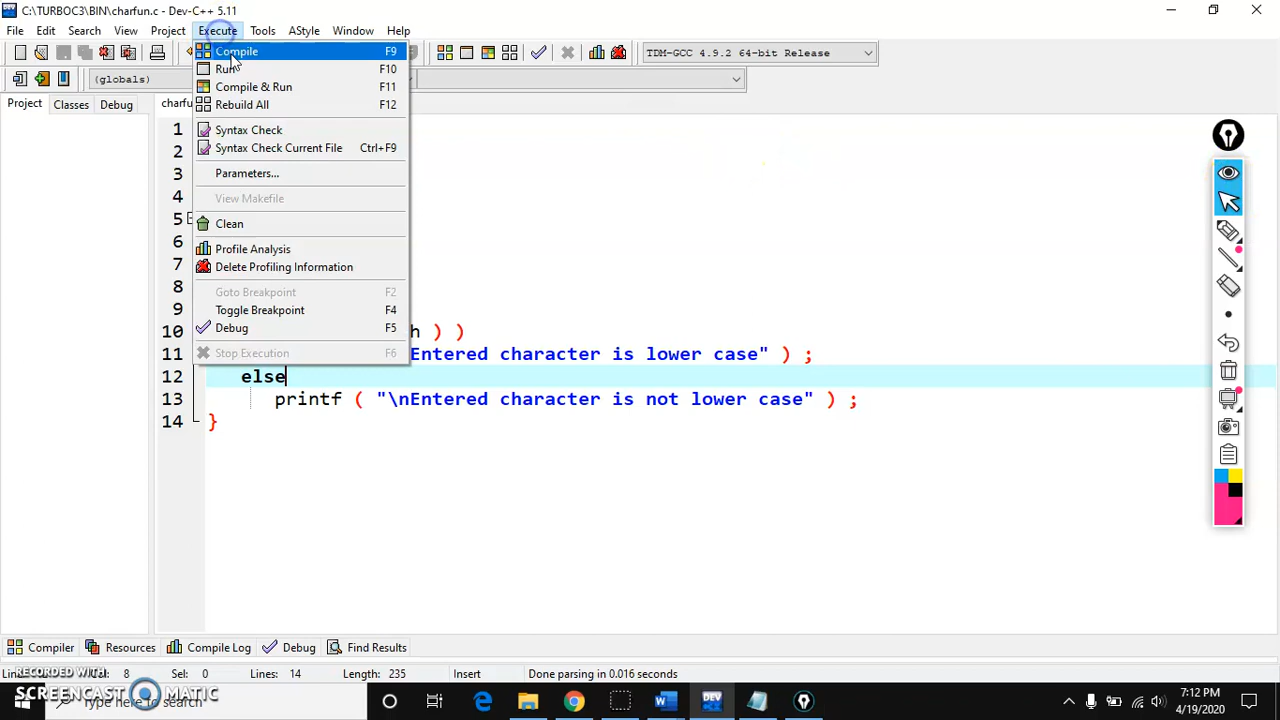 C:\TURBOC3\BIN\charfun.c - Dev-C++ 5.11
File Edit Search View Project Execute Tools AStyle Window Help
Compile F9
TDM-GCC 4.9.2 64-bit Release
Run F10
(globals)
Compile & Run F11
Project Classes Debug
Rebuild All F12
Syntax Check
Syntax Check Current File Ctrl+F9
Parameters...
View Makefile
Clean
Profile Analysis
Delete Profiling Information
Goto Breakpoint F2
Toggle Breakpoint F4
Debug F5
Stop Execution F6
1
2
3
4
5
6
7
8
9
10 h ) )
11 Entered character is lower case" ) ;
12 else
13 printf ( "\nEntered character is not lower case" ) ;
14 }
Compiler Resources Compile Log Debug Find Results
8 Sel: 0 Lines: 14 Length: 235 Insert Done parsing in 0.016 seconds
RECORDED WITH
SCREENCAST MATIC
Type here to search
7:12 PM
4/19/2020